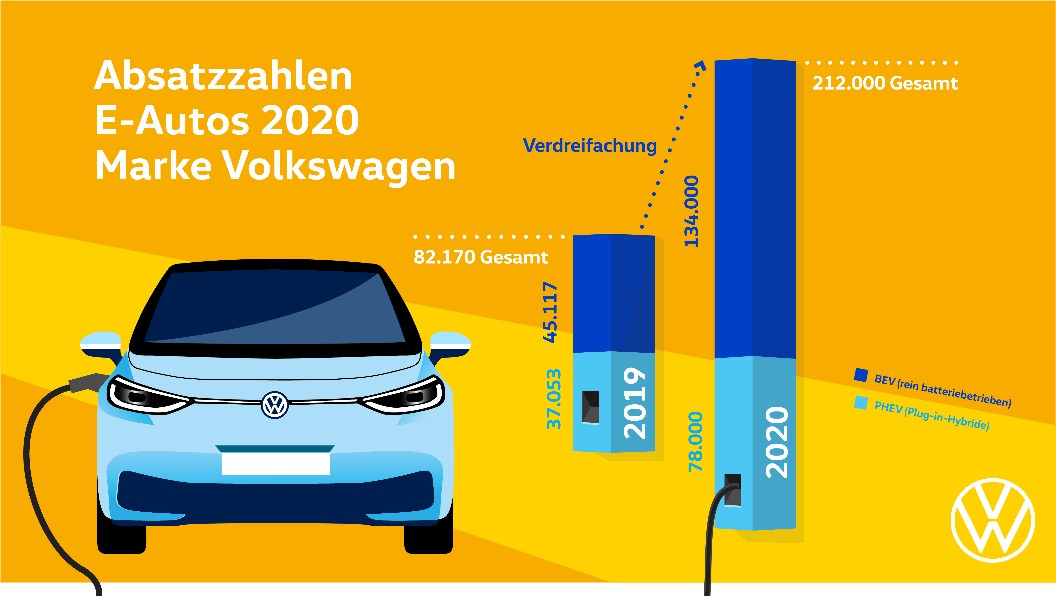 Absatzzahlen
E-Autos 2020
Marke Volkswagen
212.000 Gesamt
Verdreifachung
134.000
82.170 Gesamt
45.117
37.053
2019
78.000
2020
BEV (rein batteriebetrieben)
PHEV (Plug-in-Hybride)